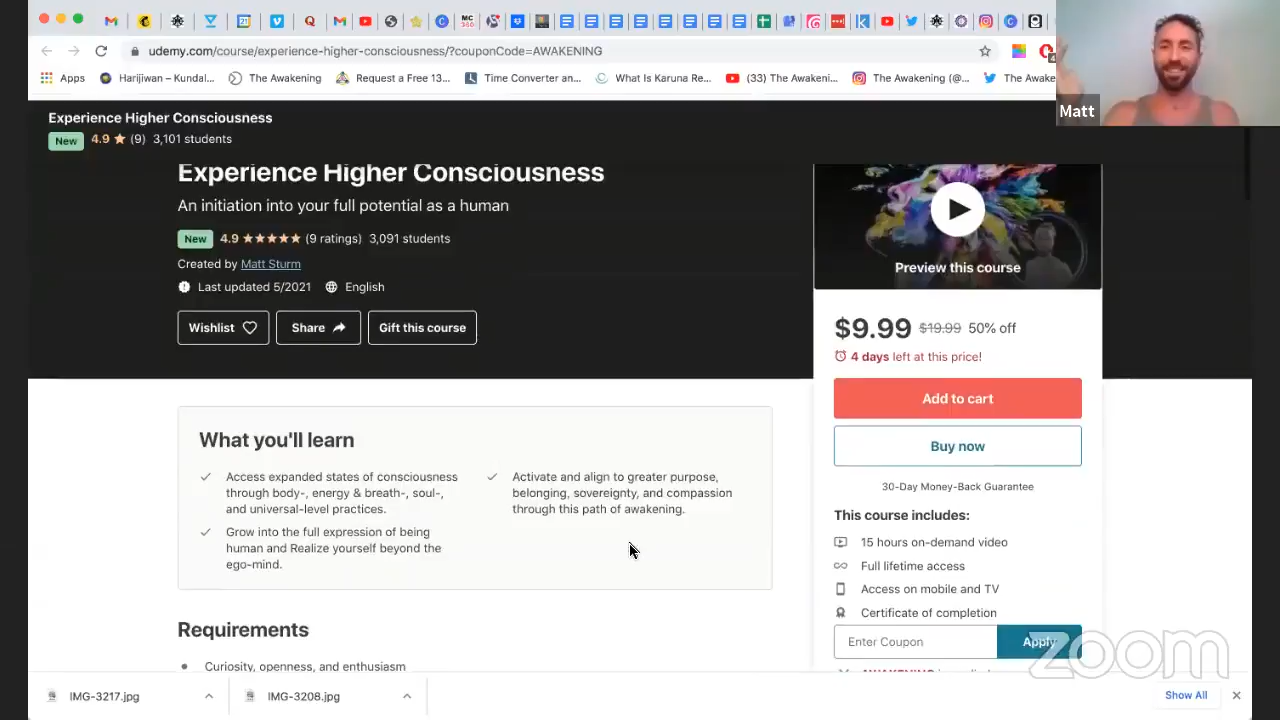 udemy.com/course/experience-higher-consciousness/?couponCode=AWAKENING
Apps
Harijiwan – Kundal...
The Awakening
Request a Free 13...
Time Converter an...
What Is Karuna Re...
(33) The Awakeni...
The Awakening (@...
The Awake
Matt
Experience Higher Consciousness
New 4.9 (9) 3,101 students
Experience Higher Consciousness
An initiation into your full potential as a human
New 4.9 (9 ratings) 3,091 students
Created by Matt Sturm
Last updated 5/2021 English
Wishlist
Share
Gift this course
Preview this course
$9.99 $19.99 50% off
4 days left at this price!
Add to cart
Buy now
30-Day Money-Back Guarantee
This course includes:
15 hours on-demand video
Full lifetime access
Access on mobile and TV
Certificate of completion
Enter Coupon
Apply
What you'll learn
Access expanded states of consciousness
through body-, energy & breath-, soul-,
and universal-level practices.
Grow into the full expression of being
human and Realize yourself beyond the
ego-mind.
Activate and align to greater purpose,
belonging, sovereignty, and compassion
through this path of awakening.
Requirements
Curiosity, openness, and enthusiasm
zoom
IMG-3217.jpg
IMG-3208.jpg
Show All